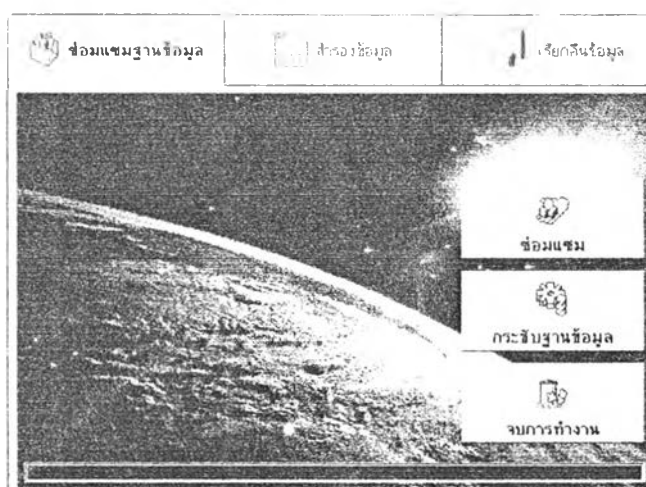 ซ่อมแซมฐานข้อมูล
สำรองข้อมูล
เรียกคืนข้อมูล
ซ่อมแซม
กระชับฐานข้อมูล
จบการทำงาน